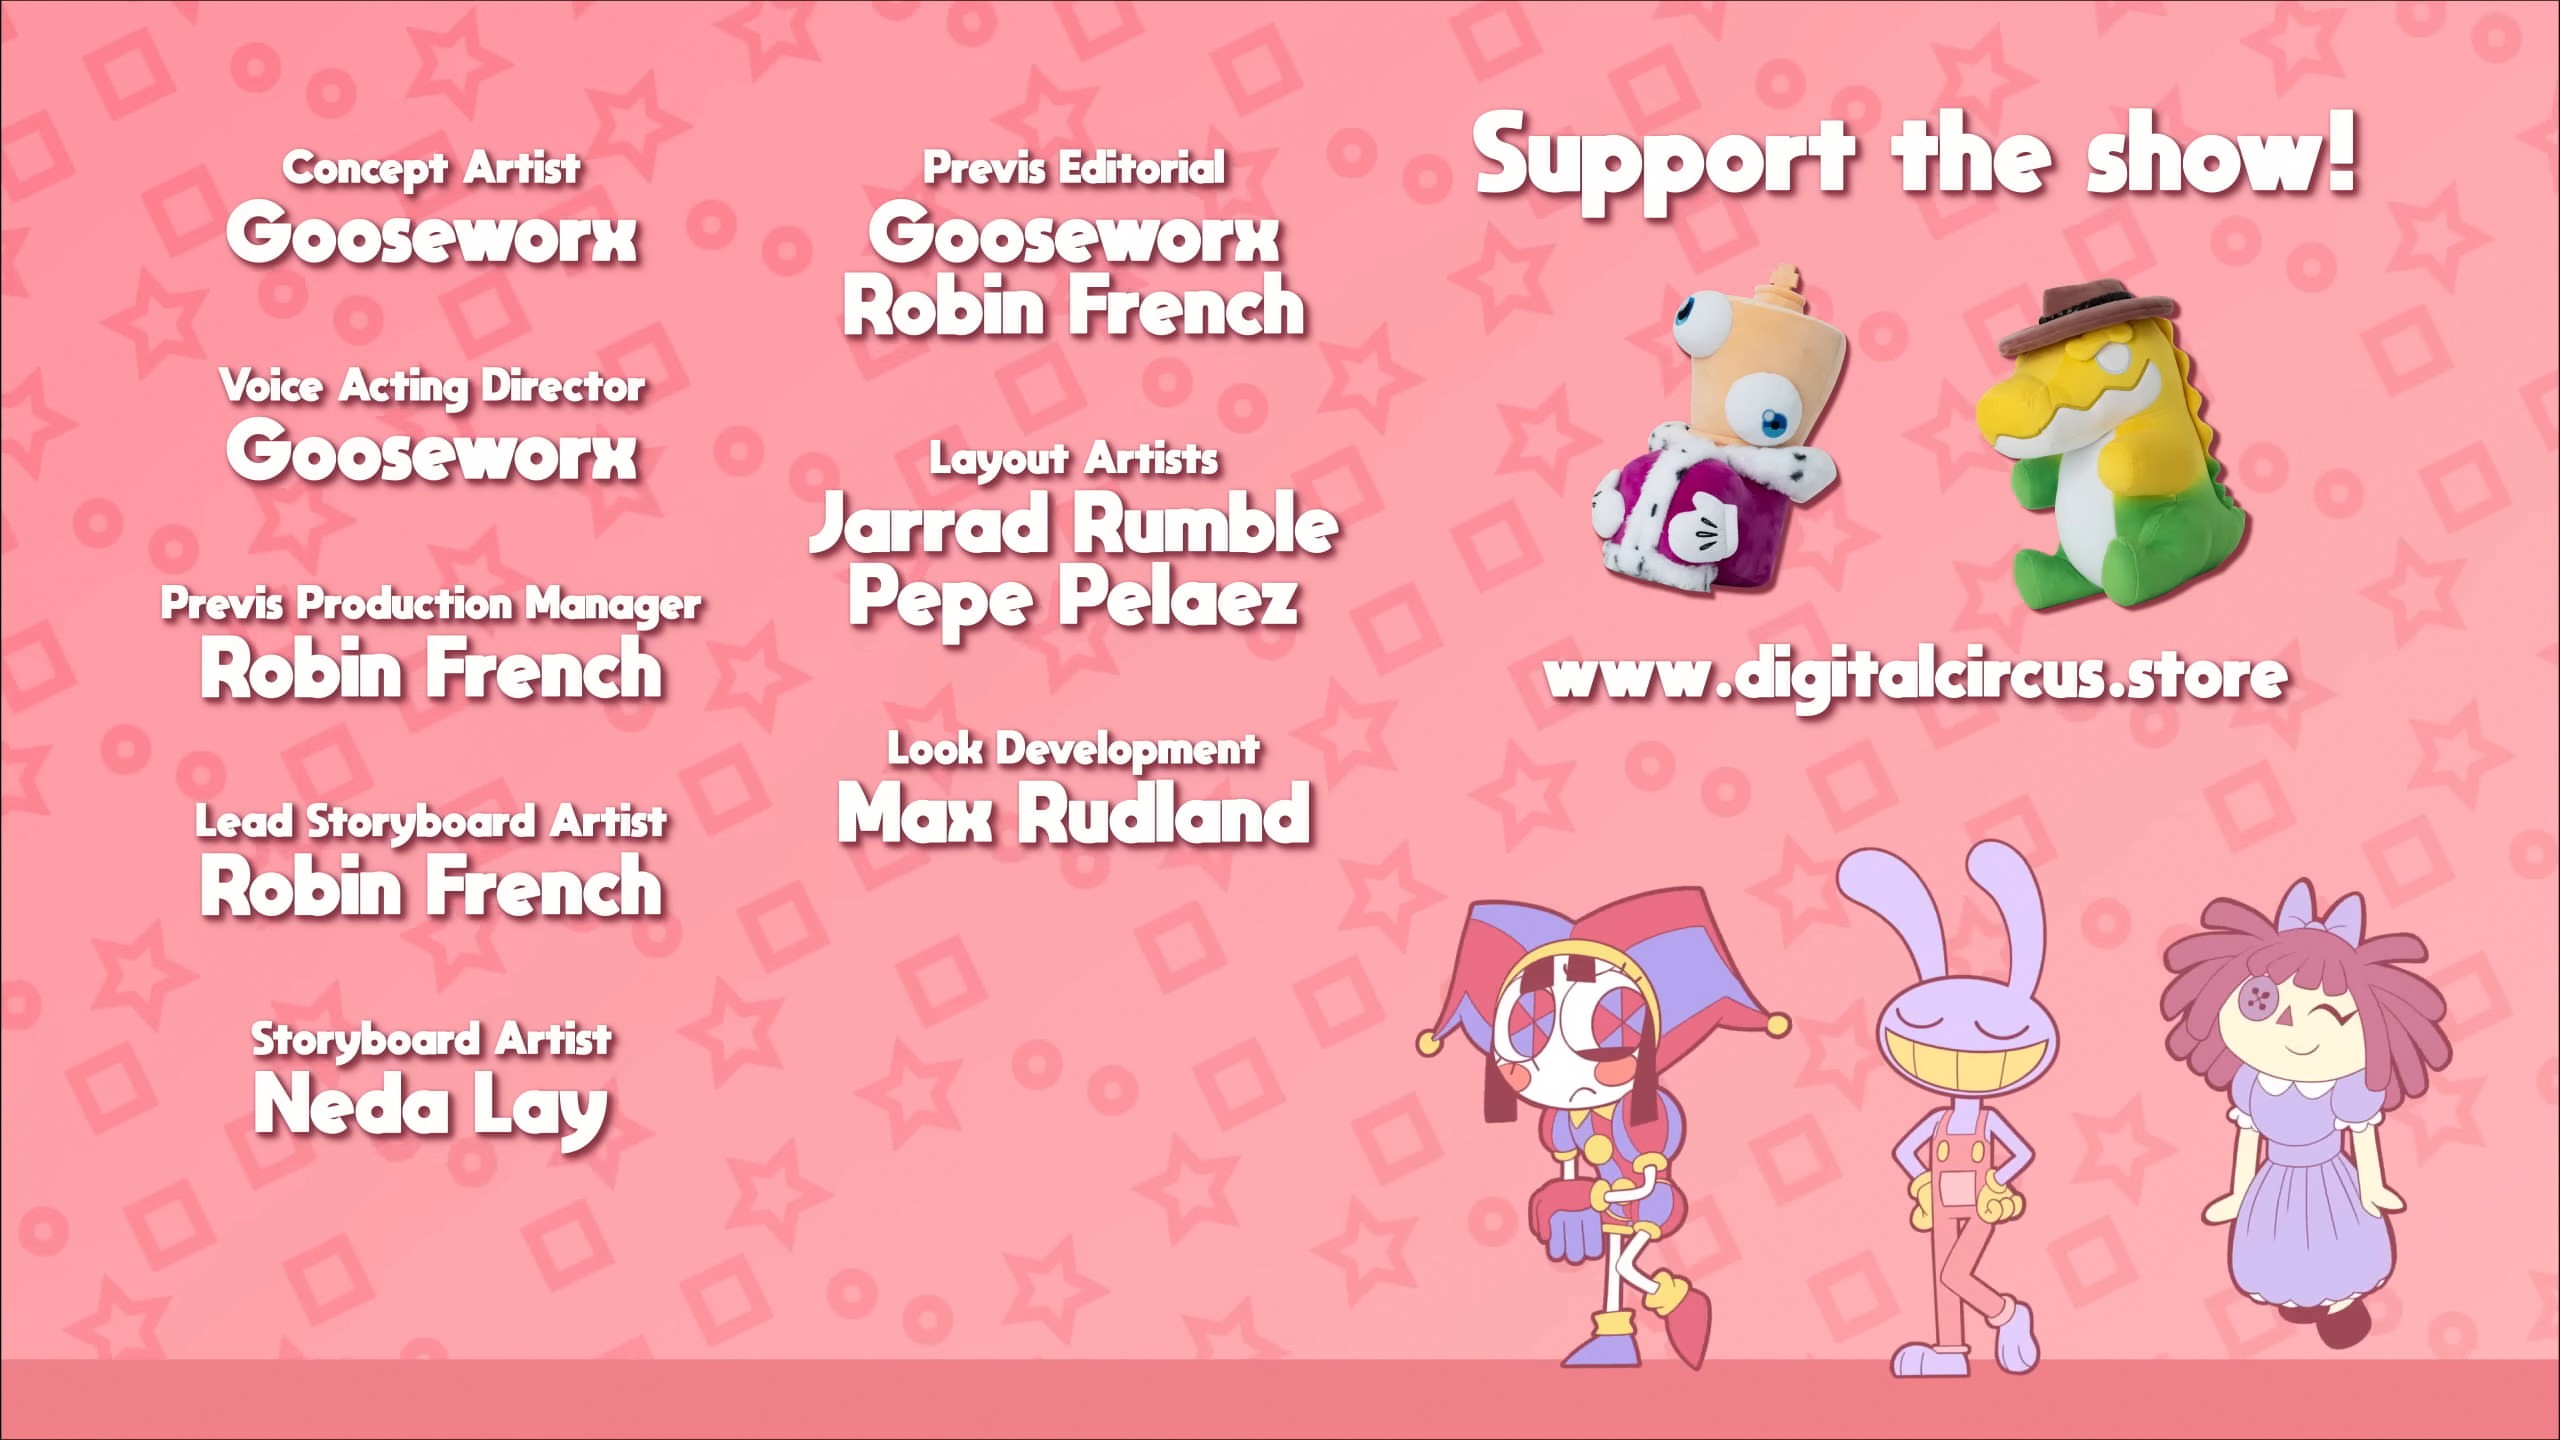 Concept Artist
Gooseworx
Voice Acting Director
Gooseworx
Previs Production Manager
Robin French
Lead Storyboard Artist
Robin French
Storyboard Artist
Neda Lay
Previs Editorial
Gooseworx
Robin French
Layout Artists
Jarrad Rumble
Pepe Pelaez
Look Development
Max Rudland
Support the show!
www.digitalcircus.store